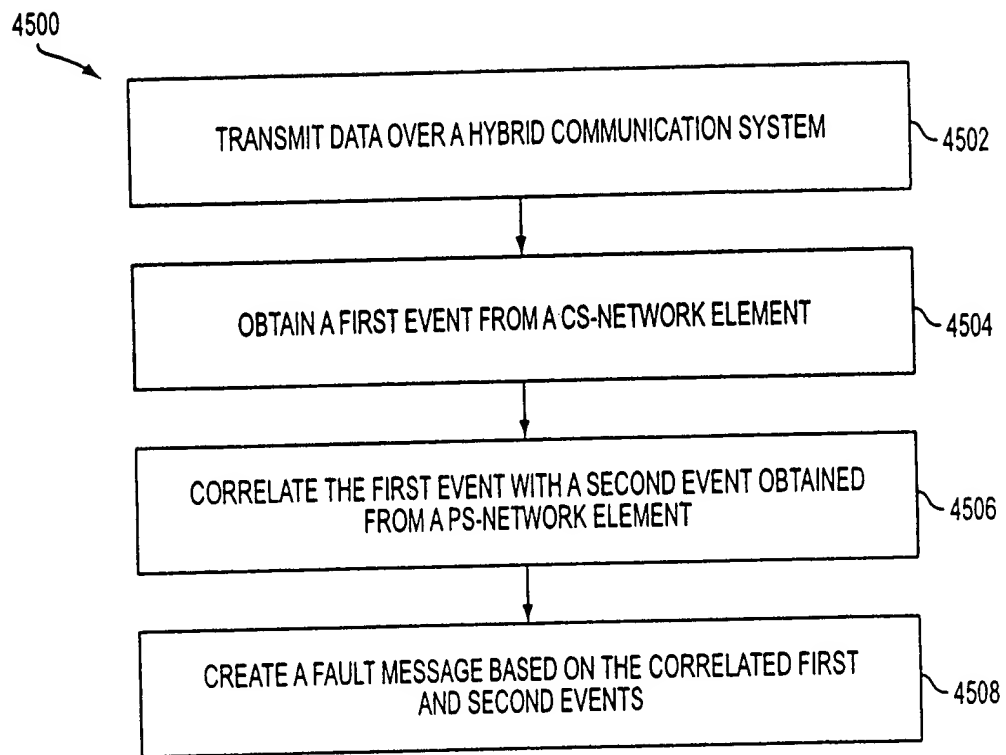 4500
TRANSMIT DATA OVER A HYBRID COMMUNICATION SYSTEM
4502
OBTAIN A FIRST EVENT FROM A CS-NETWORK ELEMENT
4504
CORRELATE THE FIRST EVENT WITH A SECOND EVENT OBTAINED
FROM A PS-NETWORK ELEMENT
4506
CREATE A FAULT MESSAGE BASED ON THE CORRELATED FIRST
AND SECOND EVENTS
4508